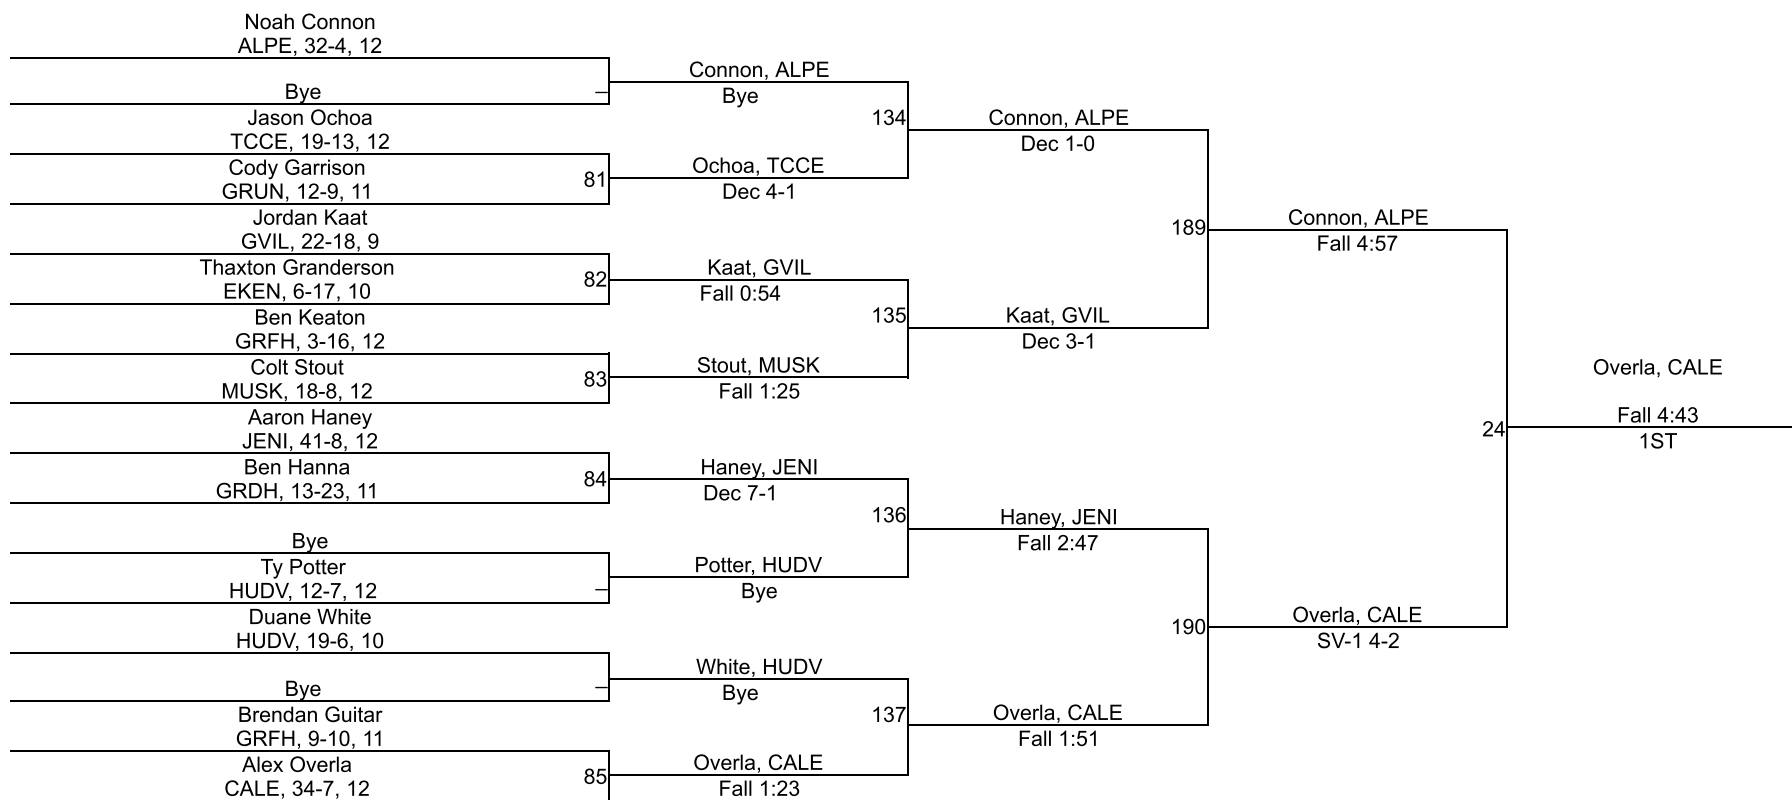 Noah Connon
ALPE, 32-4, 12
Bye
Jason Ochoa
TCCE, 19-13, 12
Cody Garrison
GRUN, 12-9, 11
Jordan Kaat
GVIL, 22-18, 9
Thaxton Granderson
EKEN, 6-17, 10
Ben Keaton
GRFH, 3-16, 12
Colt Stout
MUSK, 18-8, 12
Aaron Haney
JENI, 41-8, 12
Ben Hanna
GRDH, 13-23, 11
Bye
Ty Potter
HUDV, 12-7, 12
Duane White
HUDV, 19-6, 10
Bye
Brendan Guitar
GRFH, 9-10, 11
Alex Overla
CALE, 34-7, 12
81
82
83
84
85
Connon, ALPE
Bye
Ochoa, TCCE
Dec 4-1
Kaat, GVIL
Fall 0:54
Stout, MUSK
Fall 1:25
Haney, JENI
Dec 7-1
Potter, HUDV
Bye
White, HUDV
Bye
Overla, CALE
Fall 1:23
134
135
136
137
Connon, ALPE
Dec 1-0
Kaat, GVIL
Dec 3-1
Haney, JENI
Fall 2:47
Overla, CALE
Fall 1:51
189
190
Connon, ALPE
Fall 4:57
Overla, CALE
SV-1 4-2
24
Overla, CALE
Fall 4:43
1ST